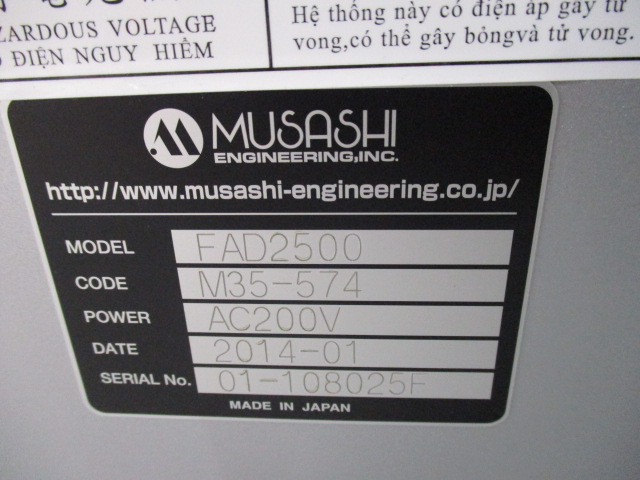 HAZARDOUS VOLTAGE
ĐIỆN NGUY HIỂM
Hệ thống này có điện áp gây tử
vong,có thể gây bỏngvà tử vong.
MUSASHI
ENGINEERING,INC.
http://www.musashi-engineering.co.jp/
MODEL FAD2500
CODE M35-574
POWER AC200V
DATE 2014-01
SERIAL No. 01-108025F
MADE IN JAPAN